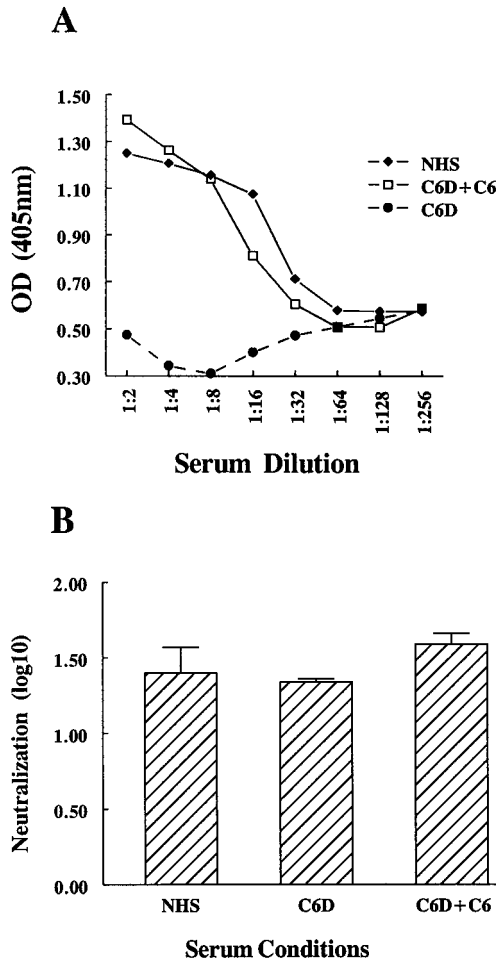 A
1.50
1.30
1.10
0.90
0.70
0.50
0.30
OD (405nm)
NHS
C6D+C6
C6D
1:2
1:4
1:8
1:16
1:32
1:64
1:128
1:256
Serum Dilution
B
2.00
1.50
1.00
0.50
0.00
Neutralization (log10)
NHS
C6D
C6D+C6
Serum Conditions